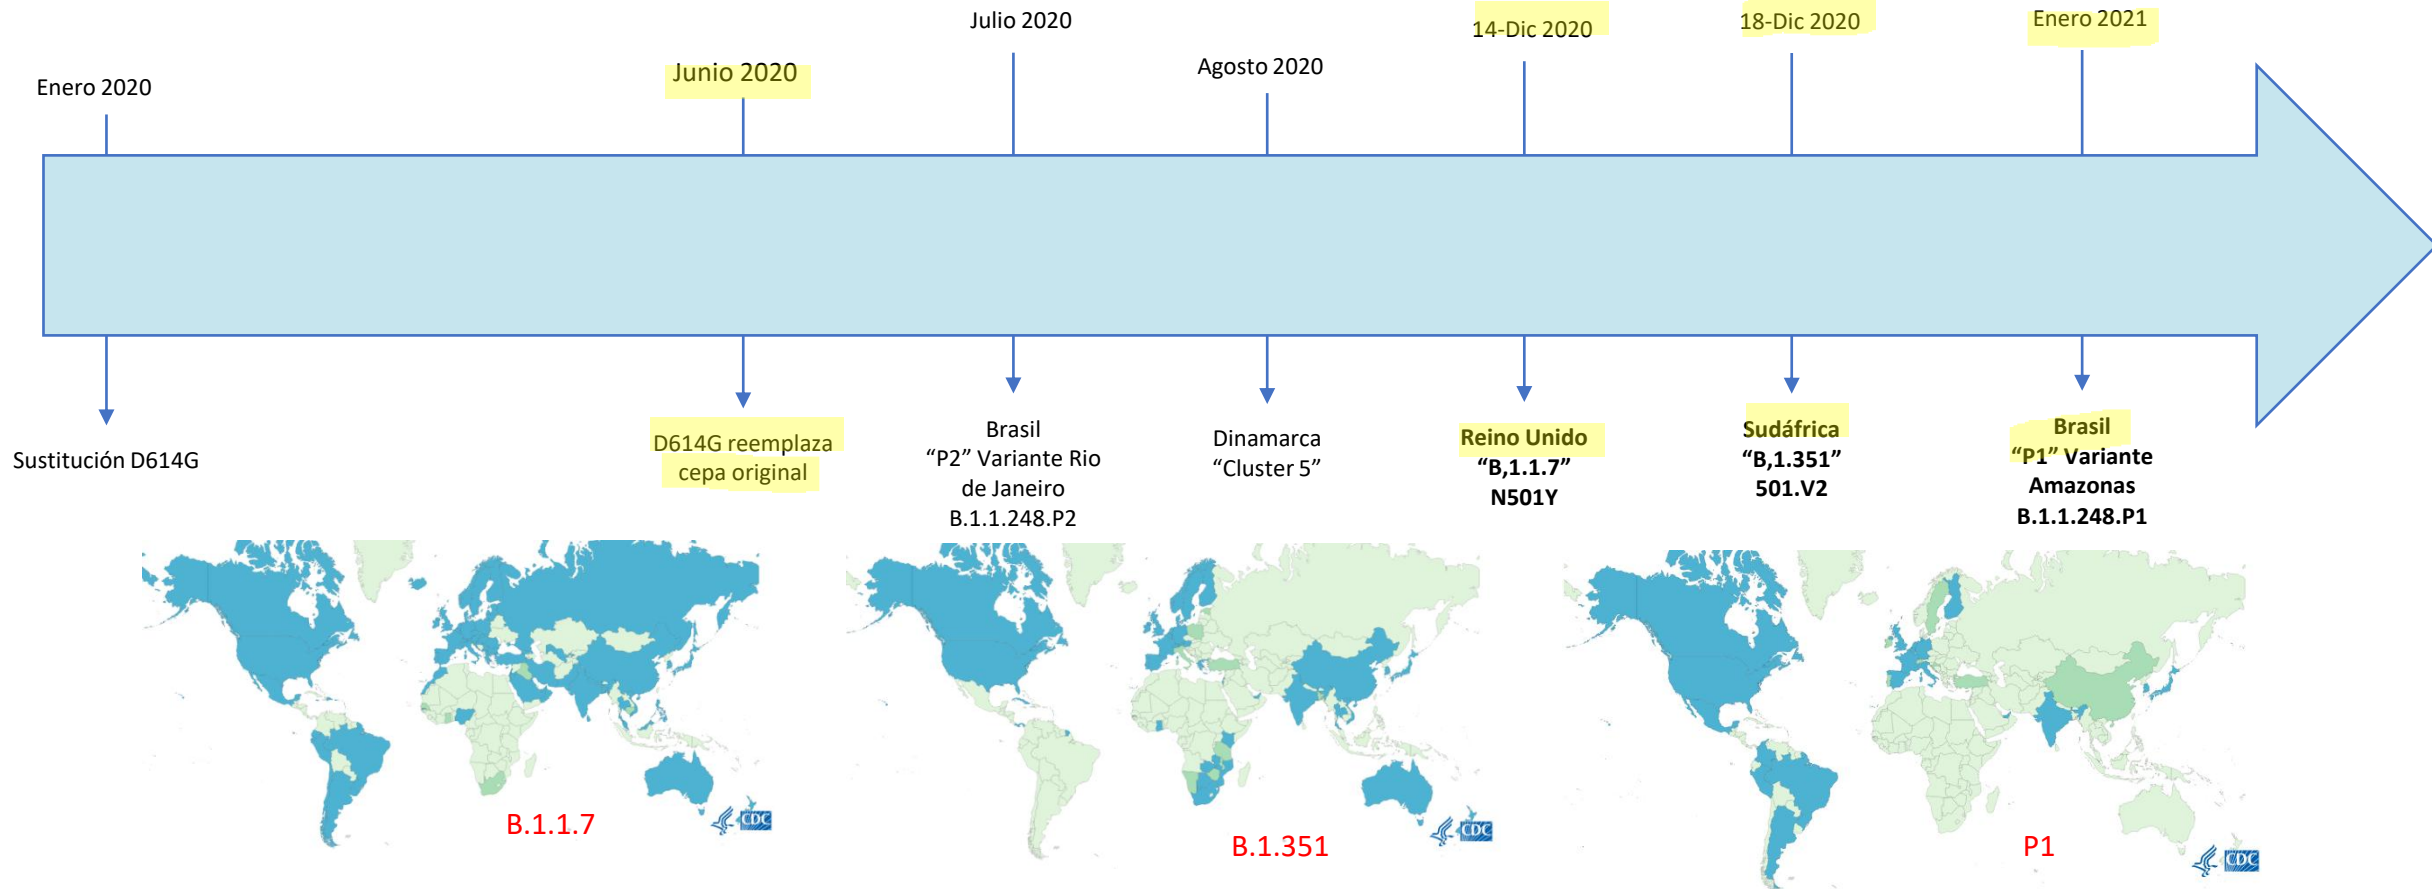 Enero 2020
Junio 2020
Julio 2020
Agosto 2020
14-Dic 2020
18-Dic 2020
Enero 2021
Sustitución D614G
D614G reemplaza
cepa original
Brasil
“P2” Variante Rio
de Janeiro
B.1.1.248.P2
Dinamarca
“Cluster 5”
Reino Unido
“B,1.1.7”
N501Y
Sudáfrica
“B,1.351”
501.V2
Brasil
“P1” Variante
Amazonas
B.1.1.248.P1
B.1.1.7
CDC
B.1.351
CDC
P1
CDC